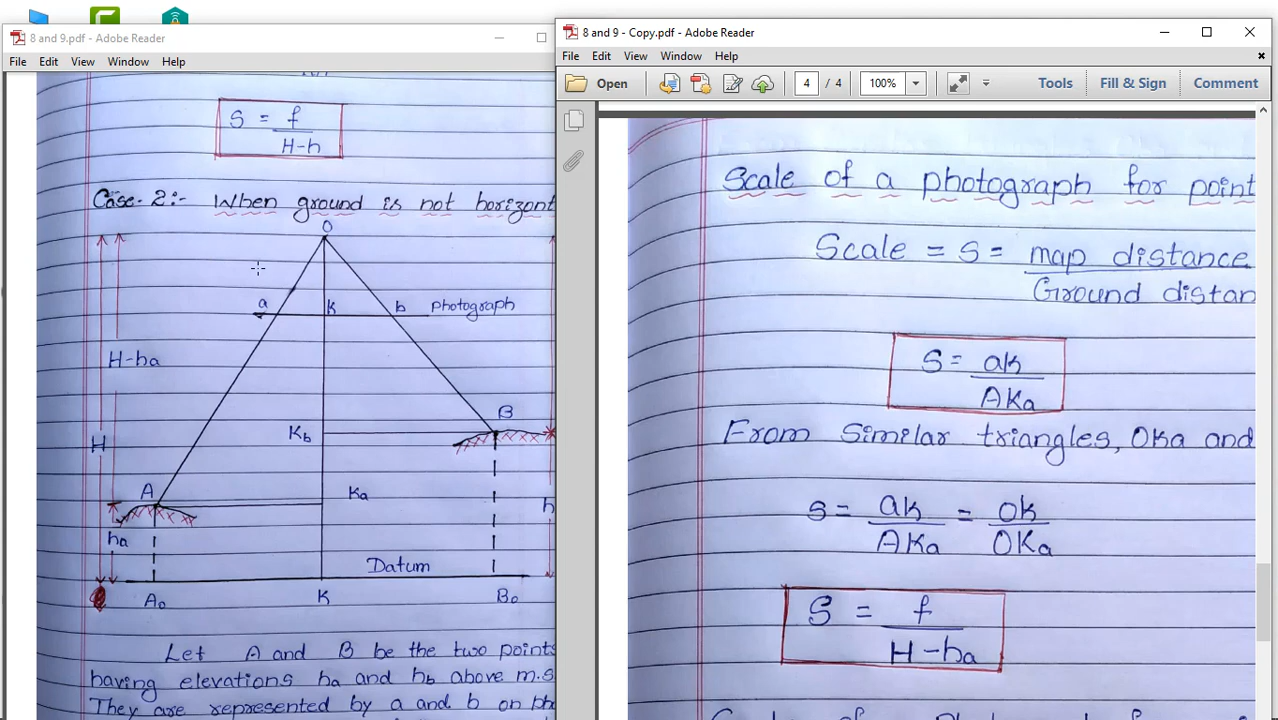 8 and 9.pdf - Adobe Reader
File Edit View Window Help
S = f
H-h
Case-2:- When ground is not horizont
O
a k b Photograph
H-ha
B
Kb
H
A Ka
h
ha
Datum
A₀ K B₀
Let A and B be the two points
having elevations ha and hb above m.s
They are represented by a and b on ph
8 and 9 - Copy.pdf - Adobe Reader
File Edit View Window Help
Open 4 / 4 100% Tools Fill & Sign Comment
Scale of a photograph for point
Scale = S = map distance
Ground distan
S = ak
AKa
From Similar triangles, Oka and
S = ak = Ok
AKa OKa
S = f
H-ha